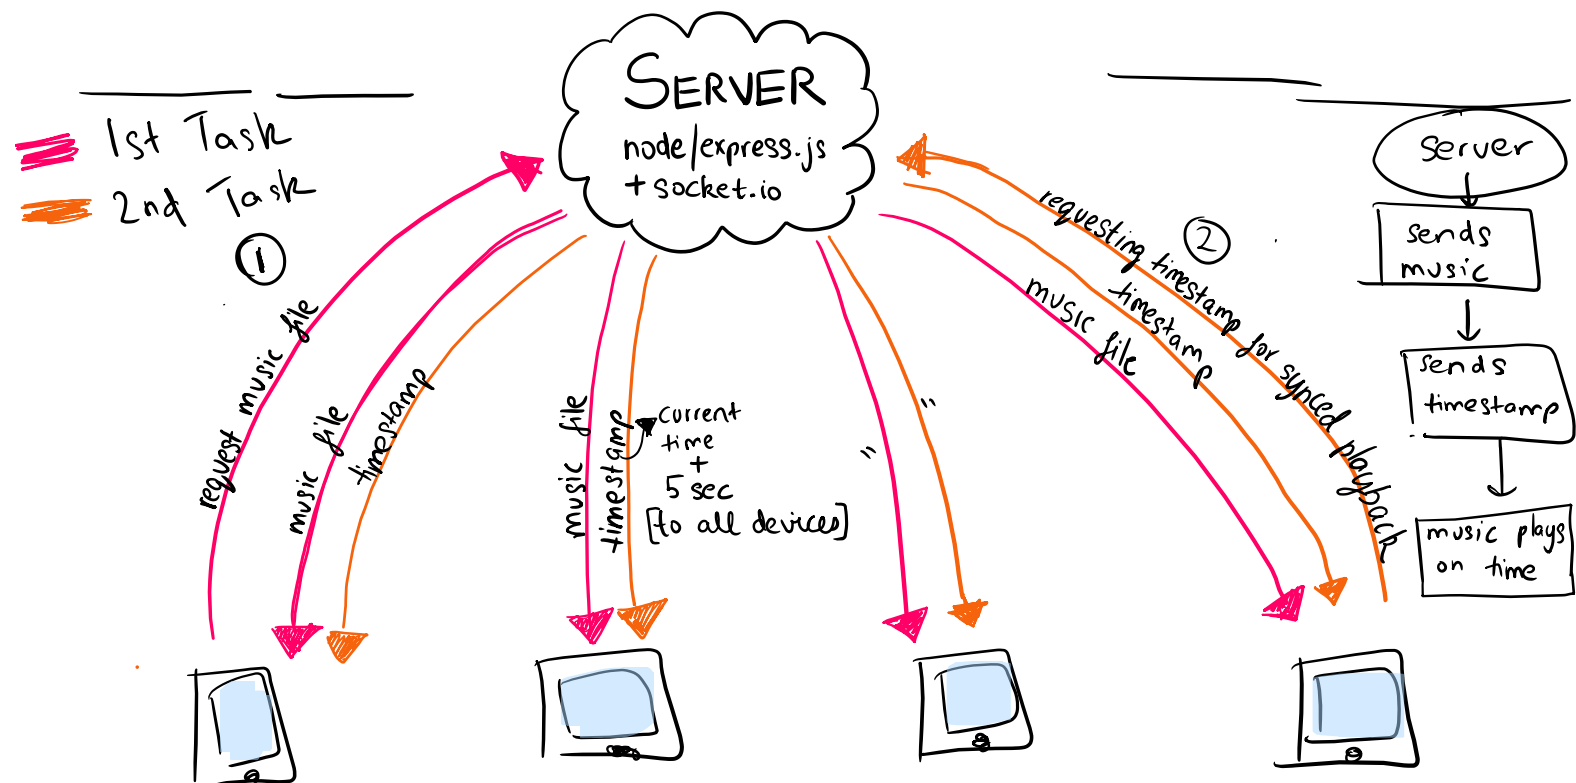 SERVER
node/express.js
+ socket.io
1st Task
2nd Task
1
request music file
music file
timestamp
music file
timestamp
current
time
+
5 sec
[to all devices]
"
"
music file
timestamp
requesting timestamp for synced playback
2
Server
sends
music
sends
timestamp
music plays
on time